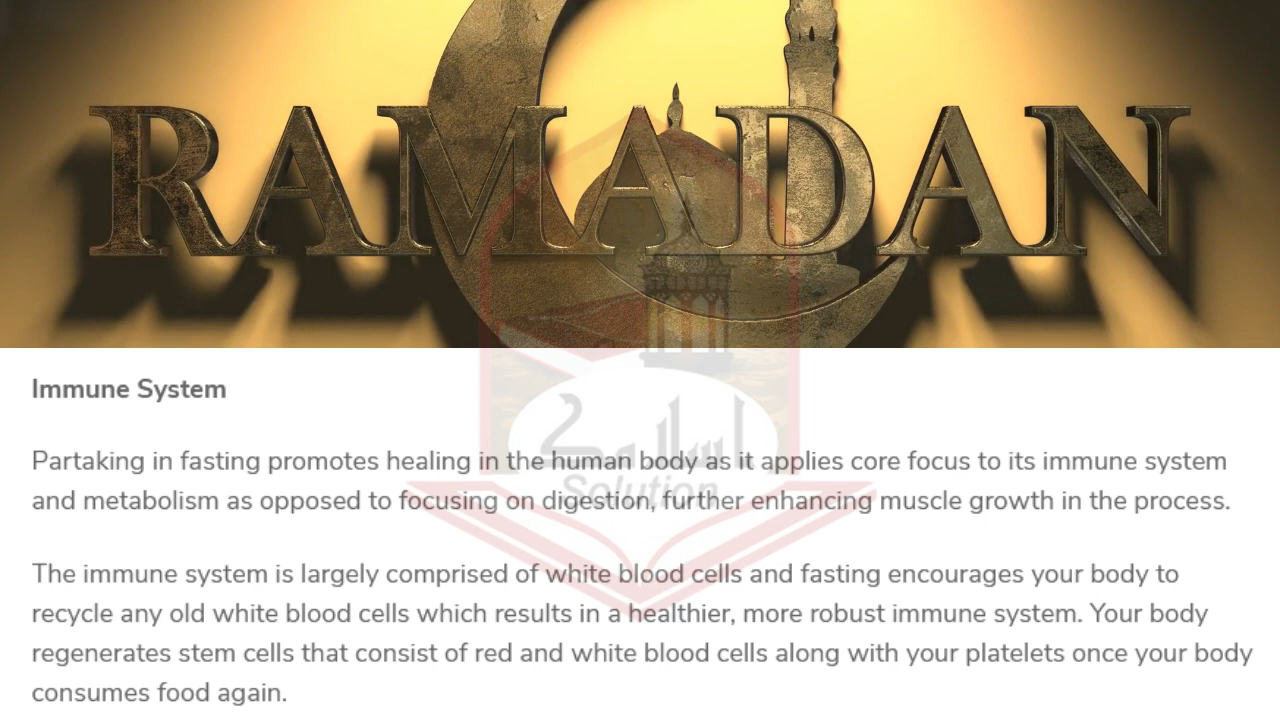 RAMADAN
Immune System
Partaking in fasting promotes healing in the human body as it applies core focus to its immune system
and metabolism as opposed to focusing on digestion, further enhancing muscle growth in the process.
The immune system is largely comprised of white blood cells and fasting encourages your body to
recycle any old white blood cells which results in a healthier, more robust immune system. Your body
regenerates stem cells that consist of red and white blood cells along with your platelets once your body
consumes food again.
Solution